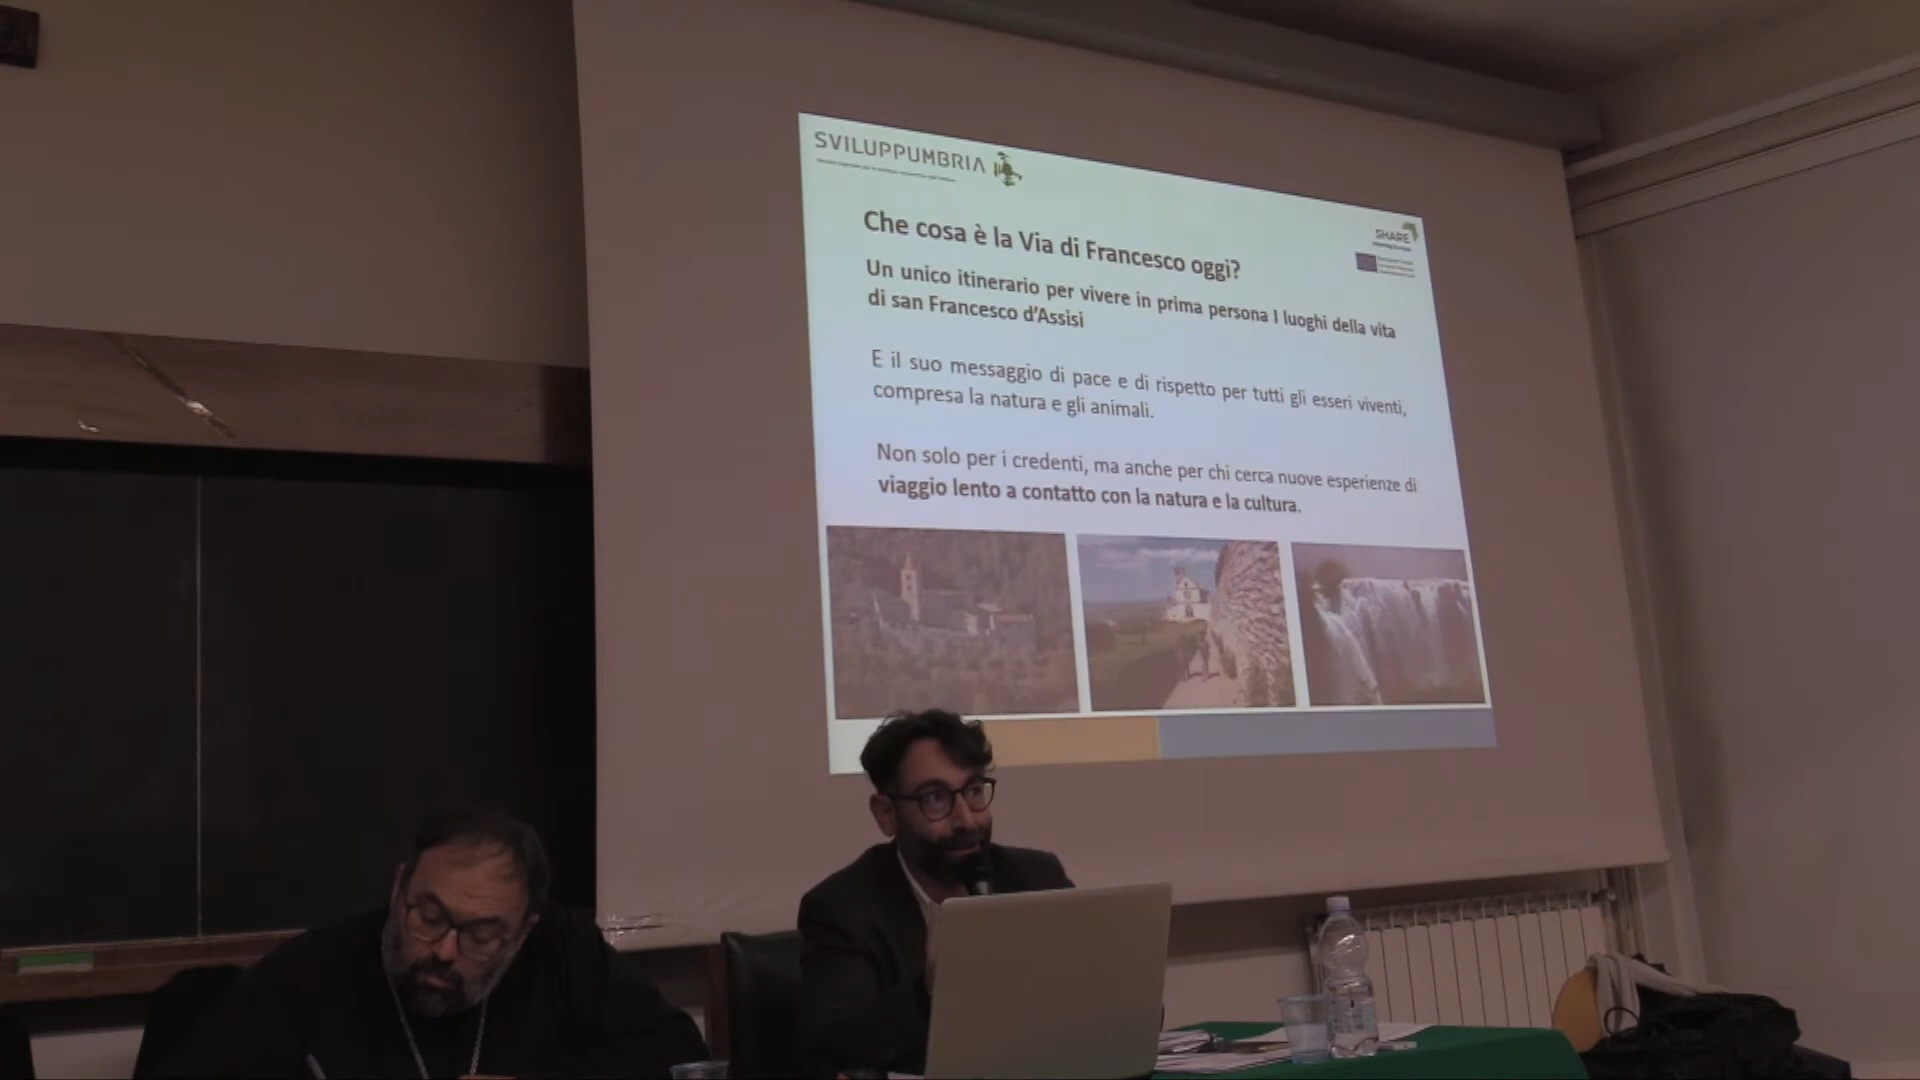 SVILUPPUMBRIA
SHARE
Che cosa è la Via di Francesco oggi?
Un unico itinerario per vivere in prima persona I luoghi della vita
di san Francesco d'Assisi
E il suo messaggio di pace e di rispetto per tutti gli esseri viventi,
compresa la natura e gli animali.
Non solo per i credenti, ma anche per chi cerca nuove esperienze di
viaggio lento a contatto con la natura e la cultura.